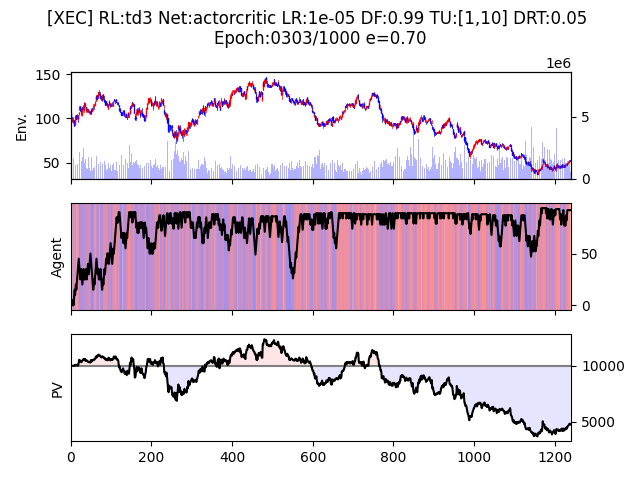 [XEC] RL:td3 Net:actorcritic LR:1e-05 DF:0.99 TU:[1,10] DRT:0.05
Epoch:0303/1000 e=0.70
1e6
150
100
50
Env.
5
0
Agent
50
0
PV
10000
5000
0 200 400 600 800 1000 1200